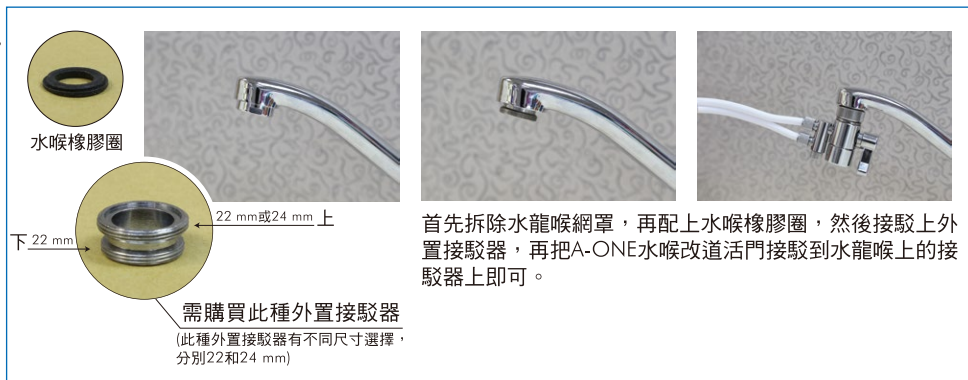 水喉橡膠圈
22 mm或24 mm 上
下 22 mm
需購買此種外置接駁器
(此種外置接駁器有不同尺寸選擇，
分別22和24 mm)
首先拆除水龍喉網罩，再配上水喉橡膠圈，然後接駁上外
置接駁器，再把A-ONE水喉改道活門接駁到水龍喉上的接
駁器上即可。